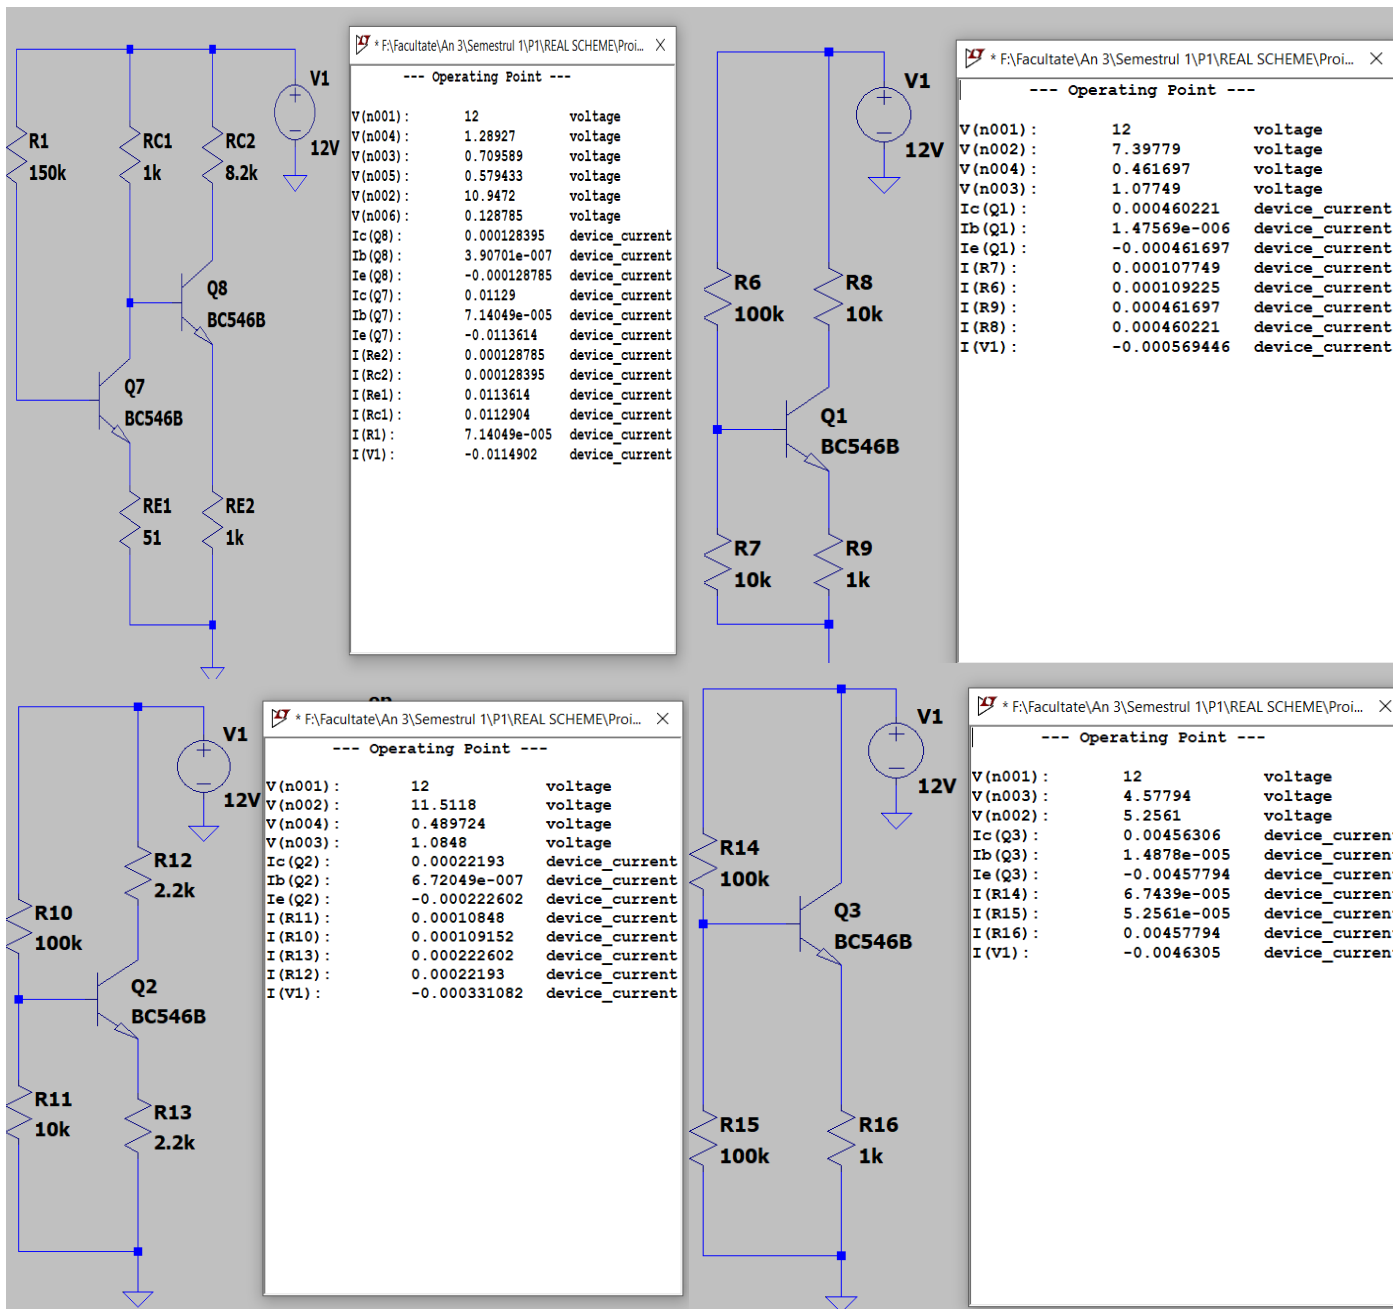 V1
12V
R1
150k
RC1
1k
RC2
8.2k
Q8
BC546B
Q7
BC546B
RE1
51
RE2
1k
* F:\Facultate\An 3\Semestrul 1\P1\REAL SCHEME\Proi... X
--- Operating Point ---
V(n001): 12 voltage
V(n004): 1.28927 voltage
V(n003): 0.709589 voltage
V(n005): 0.579433 voltage
V(n002): 10.9472 voltage
V(n006): 0.128785 voltage
Ic(Q8): 0.000128395 device_current
Ib(Q8): 3.90701e-007 device_current
Ie(Q8): -0.000128785 device_current
Ic(Q7): 0.01129 device_current
Ib(Q7): 7.14049e-005 device_current
Ie(Q7): -0.0113614 device_current
I(Re2): 0.000128785 device_current
I(Rc2): 0.000128395 device_current
I(Re1): 0.0113614 device_current
I(Rc1): 0.0112904 device_current
I(R1): 7.14049e-005 device_current
I(V1): -0.0114902 device_current
V1
12V
R6
100k
R8
10k
Q1
BC546B
R7
10k
R9
1k
* F:\Facultate\An 3\Semestrul 1\P1\REAL SCHEME\Proi... X
--- Operating Point ---
V(n001): 12 voltage
V(n002): 7.39779 voltage
V(n004): 0.461697 voltage
V(n003): 1.07749 voltage
Ic(Q1): 0.000460221 device_current
Ib(Q1): 1.47569e-006 device_current
Ie(Q1): -0.000461697 device_current
I(R7): 0.000107749 device_current
I(R6): 0.000109225 device_current
I(R9): 0.000461697 device_current
I(R8): 0.000460221 device_current
I(V1): -0.000569446 device_current
V1
12V
R12
2.2k
R10
100k
Q2
BC546B
R11
10k
R13
2.2k
* F:\Facultate\An 3\Semestrul 1\P1\REAL SCHEME\Proi... X
--- Operating Point ---
V(n001): 12 voltage
V(n002): 11.5118 voltage
V(n004): 0.489724 voltage
V(n003): 1.0848 voltage
Ic(Q2): 0.00022193 device_current
Ib(Q2): 6.72049e-007 device_current
Ie(Q2): -0.000222602 device_current
I(R11): 0.00010848 device_current
I(R10): 0.000109152 device_current
I(R13): 0.000222602 device_current
I(R12): 0.00022193 device_current
I(V1): -0.000331082 device_current
V1
12V
R14
100k
Q3
BC546B
R15
100k
R16
1k
* F:\Facultate\An 3\Semestrul 1\P1\REAL SCHEME\Proi... X
--- Operating Point ---
V(n001): 12 voltage
V(n003): 4.57794 voltage
V(n002): 5.2561 voltage
Ic(Q3): 0.00456306 device_curren
Ib(Q3): 1.4878e-005 device_curren
Ie(Q3): -0.00457794 device_curren
I(R14): 6.7439e-005 device_curren
I(R15): 5.2561e-005 device_curren
I(R16): 0.00457794 device_curren
I(V1): -0.0046305 device_curren